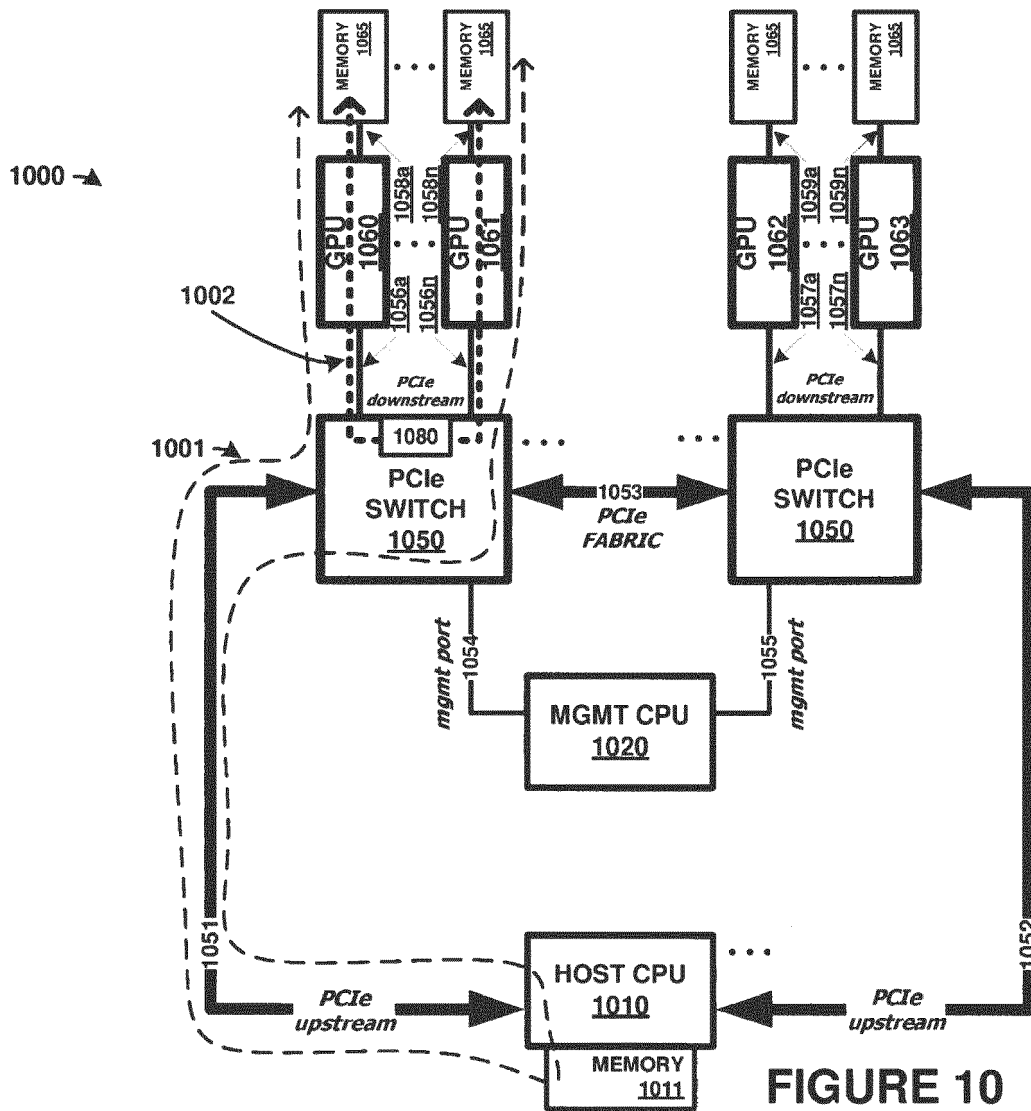 MEMORY
1065
• • •
MEMORY
1065
MEMORY
1065
• • •
MEMORY
1065
1000
1058a
1058n
1059a
1059n
GPU
1060
• • •
GPU
1061
GPU
1062
• • •
GPU
1063
1056a
1056n
1057a
1057n
1002
PCIe
downstream
PCIe
downstream
1001
1080
• • • •
• • • •
PCIe
SWITCH
1050
1053
PCIe
FABRIC
PCIe
SWITCH
1050
mgmt port
1054
1055
mgmt port
MGMT CPU
1020
1051
1052
HOST CPU
1010
• • • •
PCIe
upstream
PCIe
upstream
MEMORY
1011
FIGURE 10